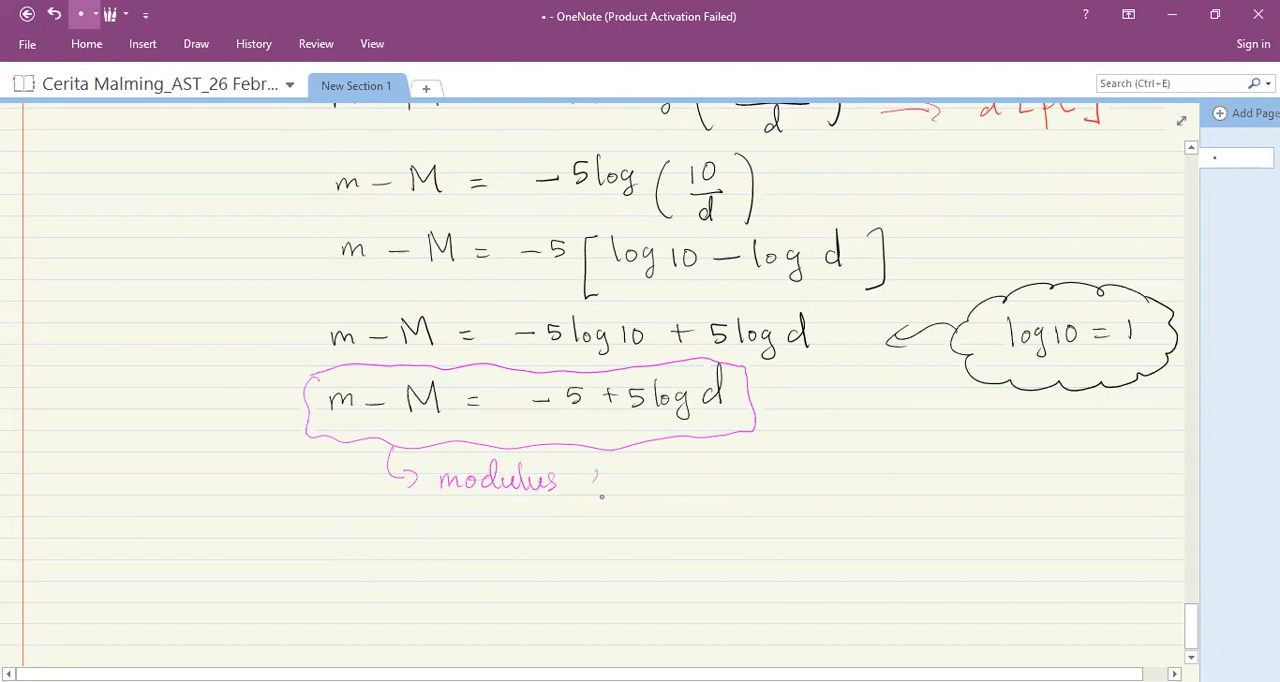 - OneNote (Product Activation Failed)
?
File Home Insert Draw History Review View
Sign in
Cerita Malming_AST_26 Febr...
New Section 1
Search (Ctrl+E)
Add Page
d
m - M = -5 log (10/d)
m - M = -5 [log 10 - log d]
m - M = -5 log 10 + 5 log d
log 10 = 1
m - M = -5 + 5 log d
modulus